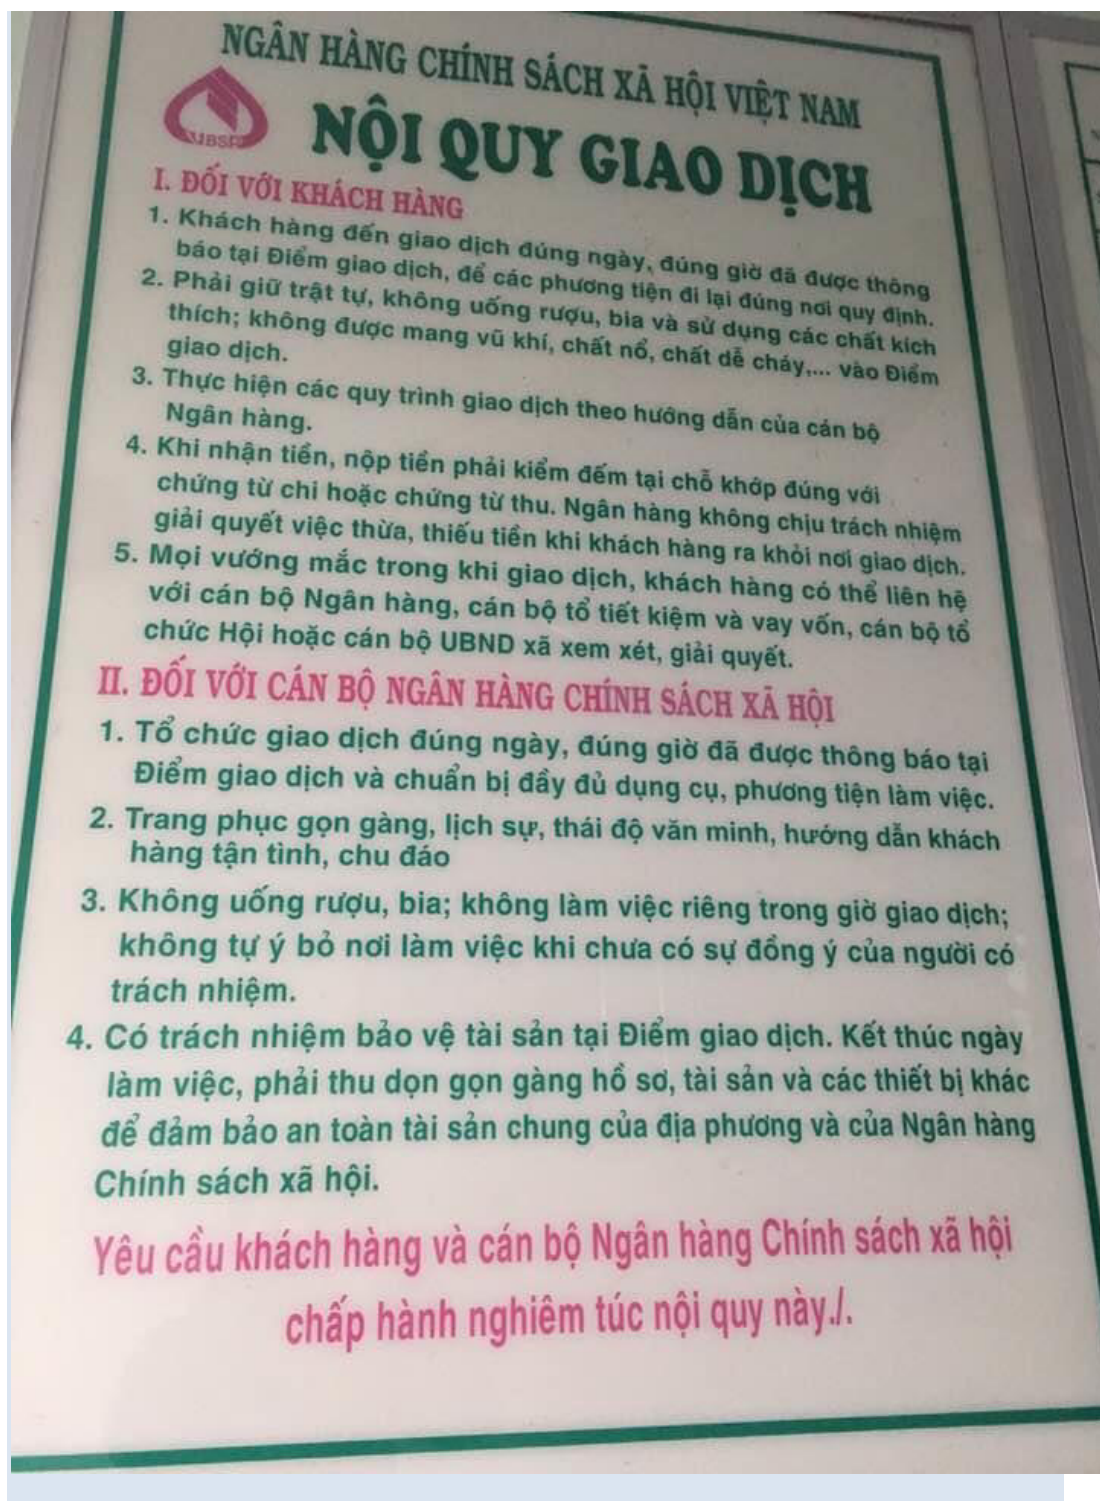 NGÂN HÀNG CHÍNH SÁCH XÃ HỘI VIỆT NAM
VBSP
NỘI QUY GIAO DỊCH
I. ĐỐI VỚI KHÁCH HÀNG
1. Khách hàng đến giao dịch đúng ngày, đúng giờ đã được thông
báo tại Điểm giao dịch, để các phương tiện đi lại đúng nơi quy định.
2. Phải giữ trật tự, không uống rượu, bia và sử dụng các chất kích
thích; không được mang vũ khí, chất nổ, chất dễ cháy,... vào Điểm
giao dịch.
3. Thực hiện các quy trình giao dịch theo hướng dẫn của cán bộ
Ngân hàng.
4. Khi nhận tiền, nộp tiền phải kiểm đếm tại chỗ khớp đúng với
chứng từ chi hoặc chứng từ thu. Ngân hàng không chịu trách nhiệm
giải quyết việc thừa, thiếu tiền khi khách hàng ra khỏi nơi giao dịch.
5. Mọi vướng mắc trong khi giao dịch, khách hàng có thể liên hệ
với cán bộ Ngân hàng, cán bộ tổ tiết kiệm và vay vốn, cán bộ tổ
chức Hội hoặc cán bộ UBND xã xem xét, giải quyết.
II. ĐỐI VỚI CÁN BỘ NGÂN HÀNG CHÍNH SÁCH XÃ HỘI
1. Tổ chức giao dịch đúng ngày, đúng giờ đã được thông báo tại
Điểm giao dịch và chuẩn bị đầy đủ dụng cụ, phương tiện làm việc.
2. Trang phục gọn gàng, lịch sự, thái độ văn minh, hướng dẫn khách
hàng tận tình, chu đáo
3. Không uống rượu, bia; không làm việc riêng trong giờ giao dịch;
không tự ý bỏ nơi làm việc khi chưa có sự đồng ý của người có
trách nhiệm.
4. Có trách nhiệm bảo vệ tài sản tại Điểm giao dịch. Kết thúc ngày
làm việc, phải thu dọn gọn gàng hồ sơ, tài sản và các thiết bị khác
để đảm bảo an toàn tài sản chung của địa phương và của Ngân hàng
Chính sách xã hội.
Yêu cầu khách hàng và cán bộ Ngân hàng Chính sách xã hội
chấp hành nghiêm túc nội quy này./.